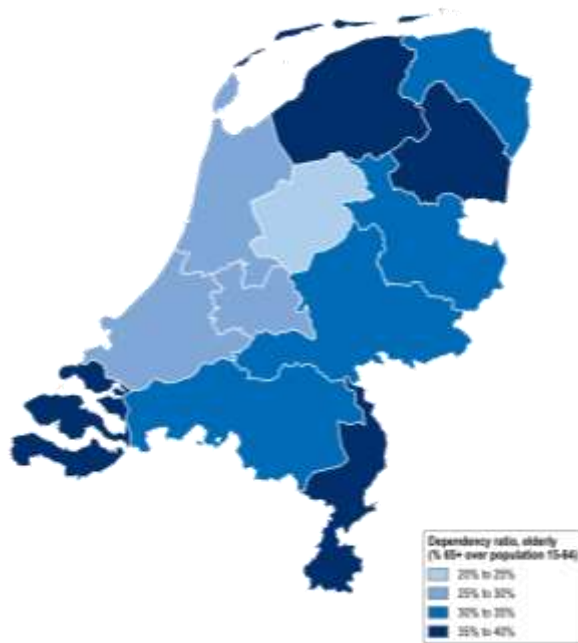 Dependency ratio, elderly
(% 65+ over population 15-64)
20% to 25%
25% to 30%
30% to 35%
35% to 40%